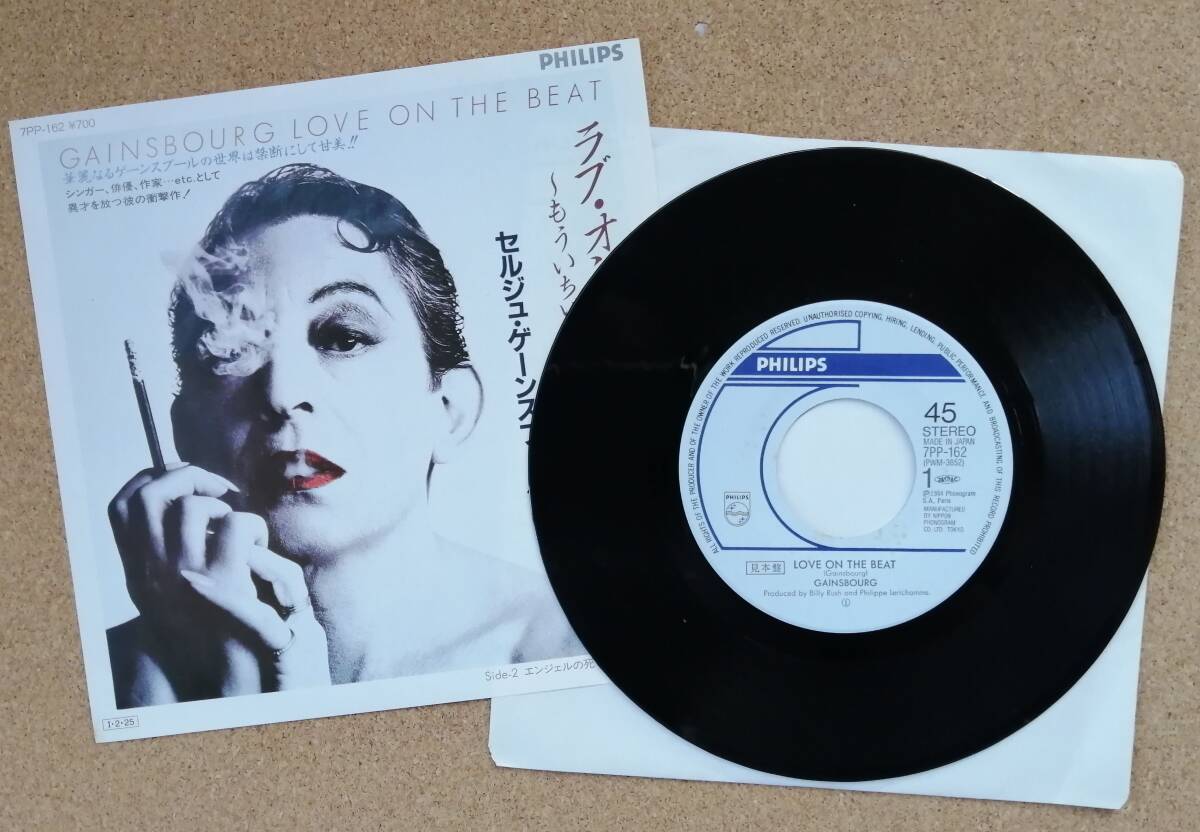 PHILIPS
7PP-162 ¥700
GAINSBOURG LOVE ON THE BEAT
華麗なるゲーンスブールの世界は禁断にして甘美!!
シンガー、俳優、作家…etc.として
異才を放つ彼の衝撃作!
ラブ・オン
〜もういち
セルジュ・ゲーンスブ
Side-2 エンジェルの死
1・2・25
ALL RIGHTS OF THE PRODUCER AND OF THE OWNER OF THE WORK REPRODUCED RESERVED. UNAUTHORISED COPYING, HIRING, LENDING, PUBLIC PERFORMANCE AND BROADCASTING OF THIS RECORD PROHIBITED
PHILIPS
45
STEREO
MADE IN JAPAN
7PP-162
(PWM-3652)
1
Ⓟ1984 Phonogram
S.A., Paris
MANUFACTURED
BY NIPPON
PHONOGRAM
CO. LTD. TOKYO
PHILIPS
見本盤 LOVE ON THE BEAT
(Gainsbourg)
GAINSBOURG
Produced by Billy Rush and Philippe Lerichomme.